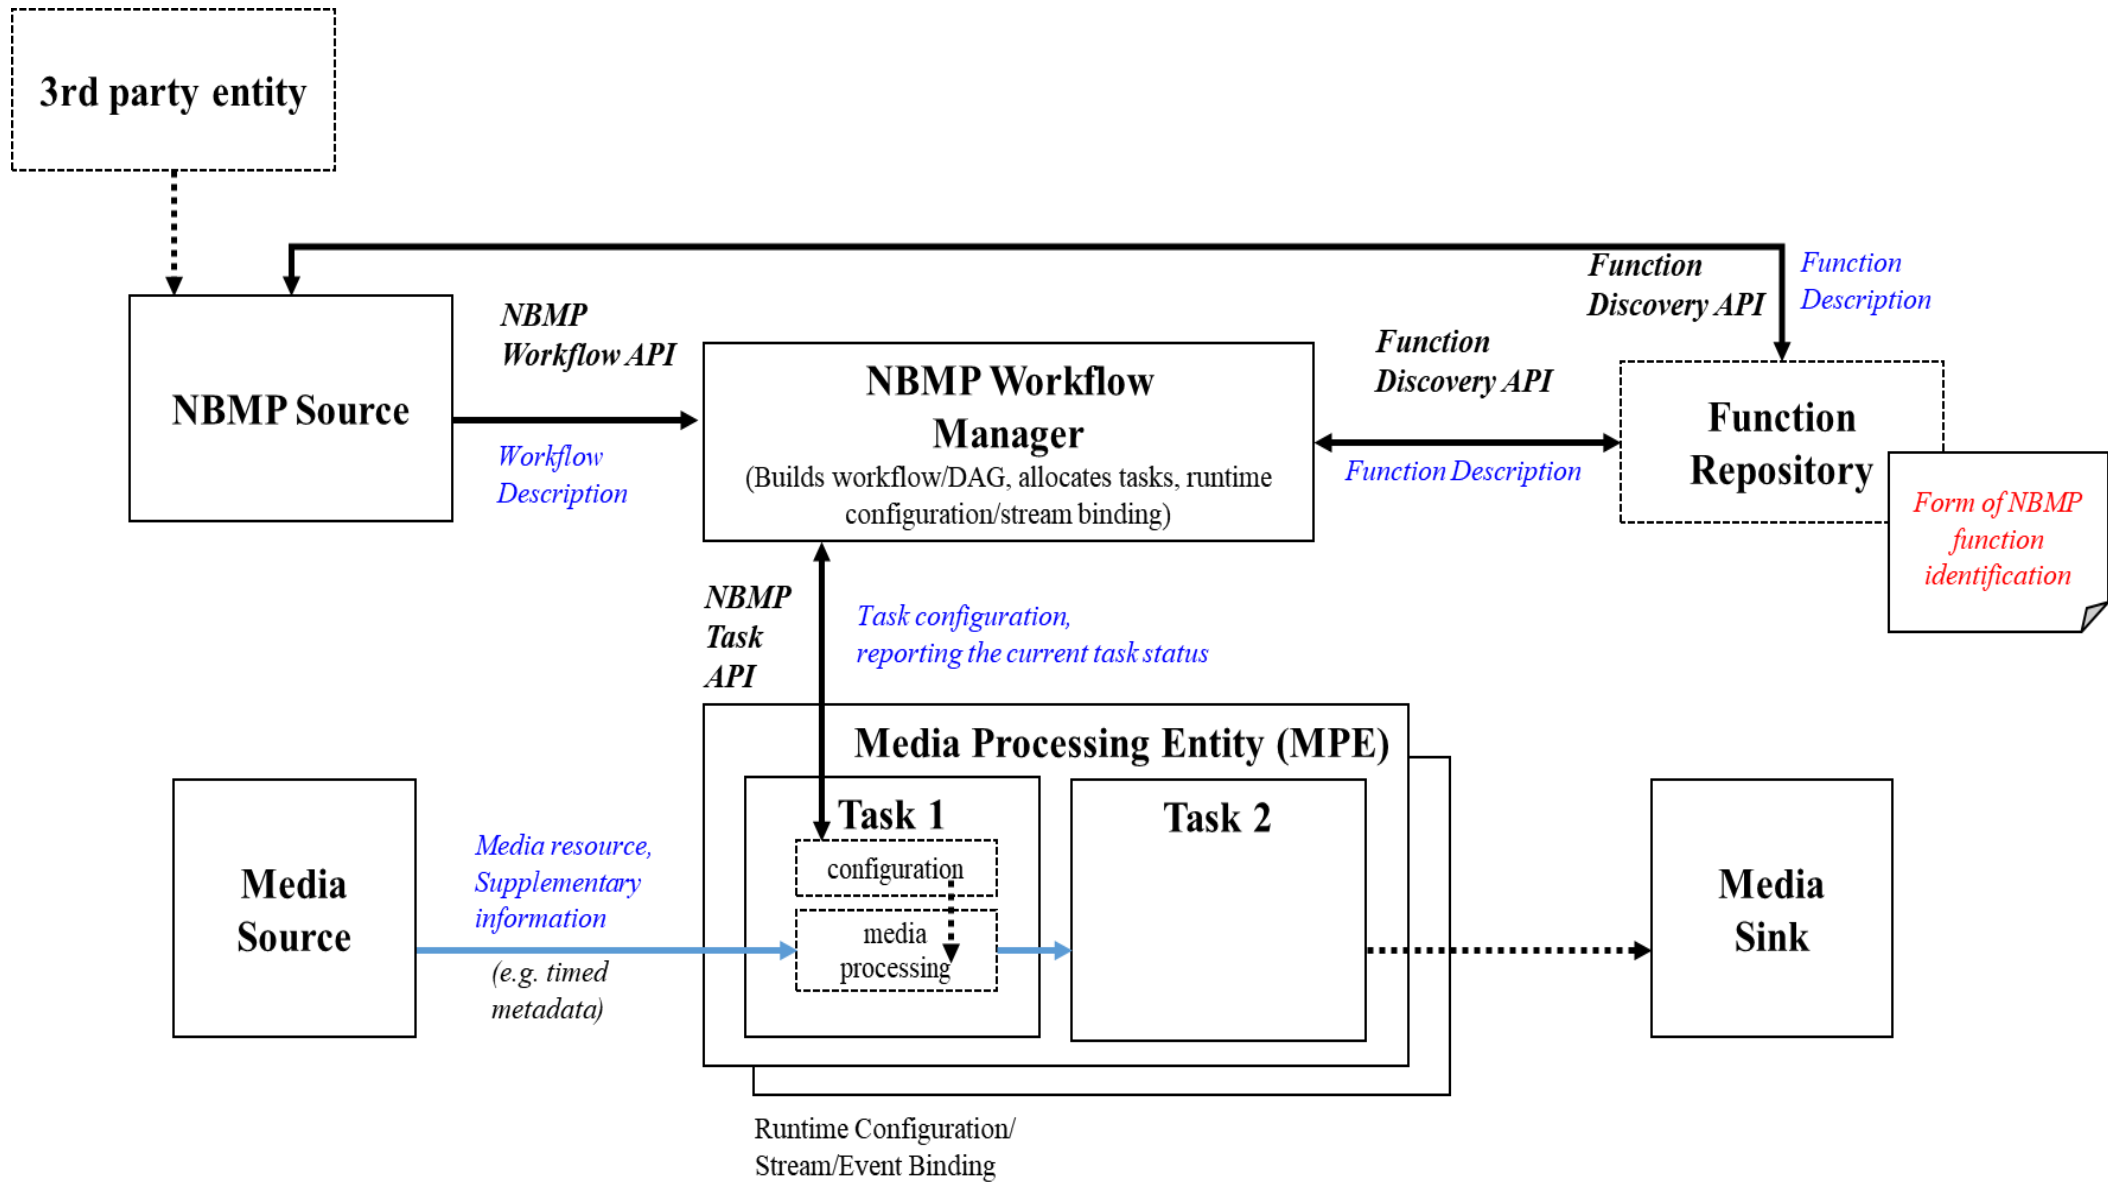 3rd party entity
Function
Discovery API
Function
Description
NBMP
Workflow API
NBMP Source
Workflow
Description
NBMP Workflow
Manager
(Builds workflow/DAG, allocates tasks, runtime
configuration/stream binding)
Function
Discovery API
Function Description
Function
Repository
Form of NBMP
function
identification
NBMP
Task
API
Task configuration,
reporting the current task status
Media Processing Entity (MPE)
Task 1
configuration
media
processing
Task 2
Media
Source
Media resource,
Supplementary
information
(e.g. timed
metadata)
Media
Sink
Runtime Configuration/
Stream/Event Binding